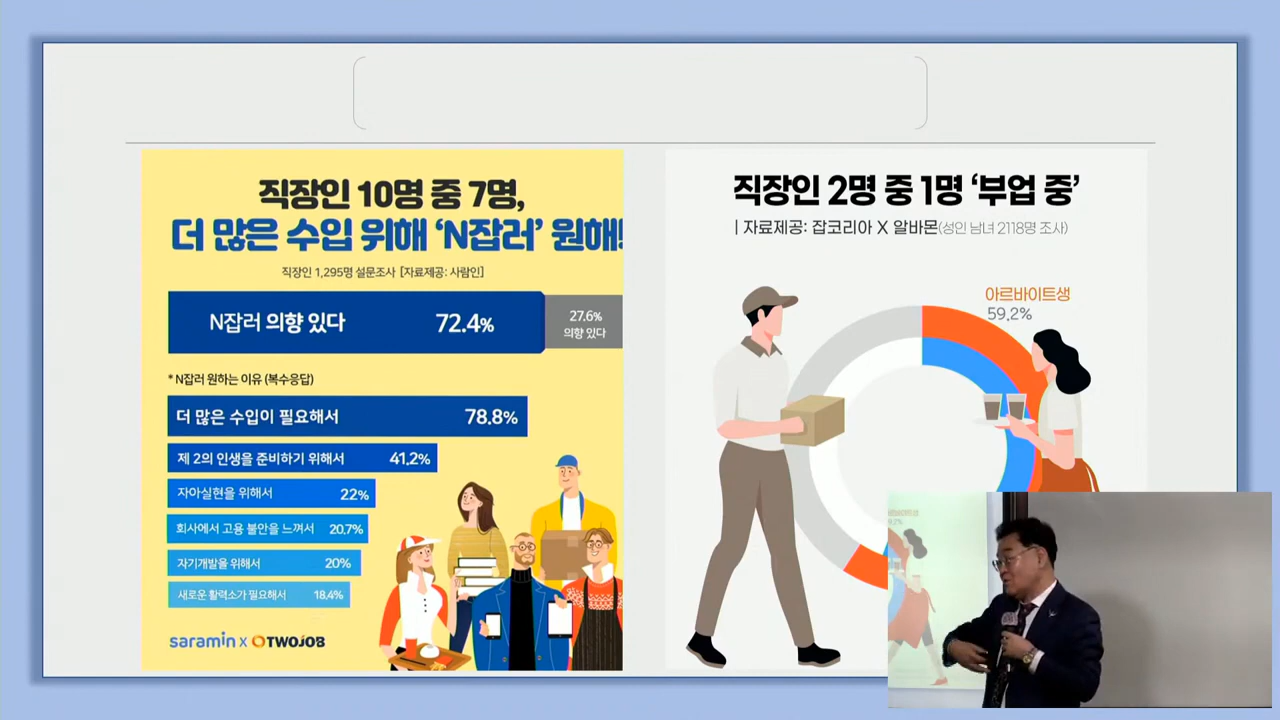 직장인 10명 중 7명,
더 많은 수입 위해 'N잡러' 원해!
직장인 1,295명 설문조사 [자료제공: 사람인]
N잡러 의향 있다 72.4%
27.6%
의향 있다
* N잡러 원하는 이유 (복수응답)
더 많은 수입이 필요해서 78.8%
제 2의 인생을 준비하기 위해서 41.2%
자아실현을 위해서 22%
회사에서 고용 불안을 느껴서 20.7%
자기개발을 위해서 20%
새로운 활력소가 필요해서 18.4%
saramin x TWOJOB
직장인 2명 중 1명 '부업 중'
| 자료제공: 잡코리아 X 알바몬(성인 남녀 2118명 조사)
아르바이트생
59.2%